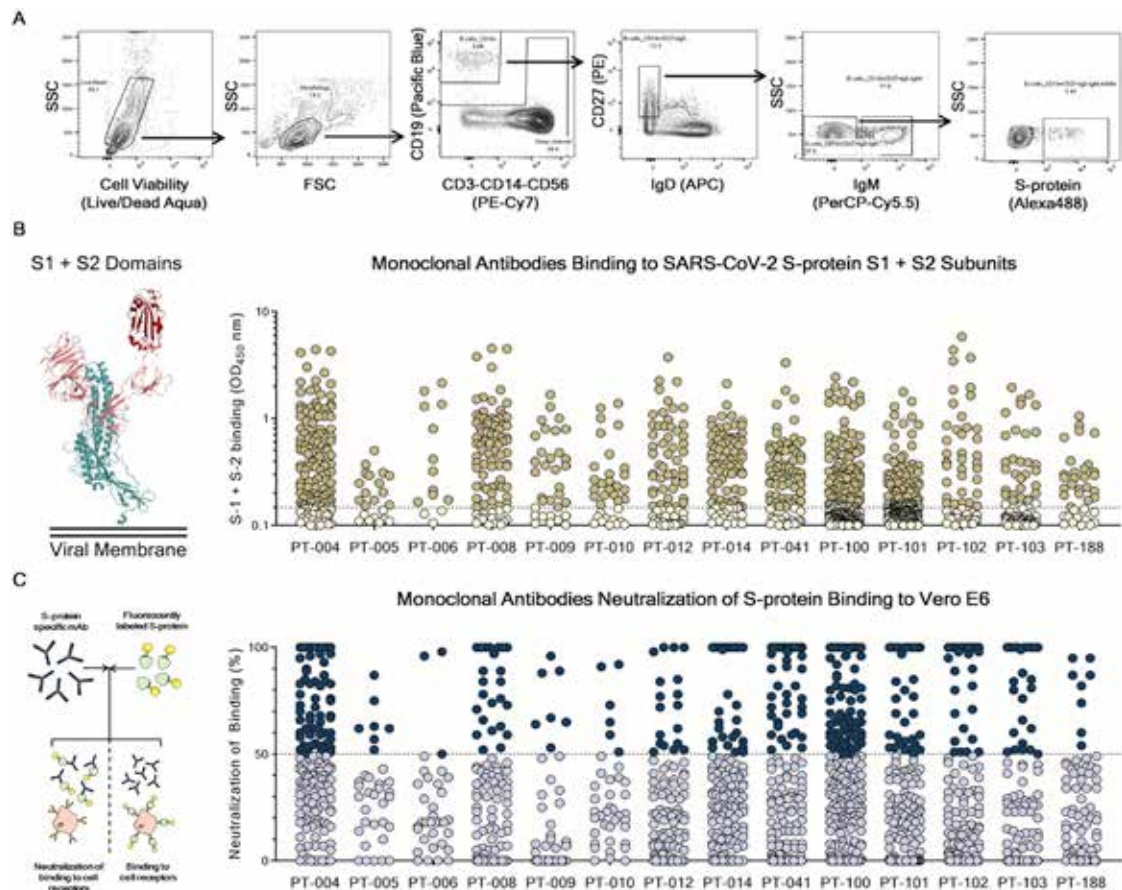 A
SSC
Cell Viability
(Live/Dead Aqua)
SSC
FSC
CD19 (Pacific Blue)
CD3-CD14-CD56
(PE-Cy7)
CD27 (PE)
IgD (APC)
IgM
(PerCP-Cy5.5)
SSC
S-protein
(Alexa488)
B
S1 + S2 Domains
Viral Membrane
Monoclonal Antibodies Binding to SARS-CoV-2 S-protein S1 + S2 Subunits
S-1 + S-2 binding (OD450 nm)
10
1
0.1
PT-004 PT-005 PT-006 PT-008 PT-009 PT-010 PT-012 PT-014 PT-041 PT-100 PT-101 PT-102 PT-103 PT-188
C
S-protein
specific mAb
Fluorescently
labeled S-protein
Neutralization of
binding to cell
receptors
Binding to
cell receptors
Monoclonal Antibodies Neutralization of S-protein Binding to Vero E6
Neutralization of Binding (%)
100
50
0
PT-004 PT-005 PT-006 PT-008 PT-009 PT-010 PT-012 PT-014 PT-041 PT-100 PT-101 PT-102 PT-103 PT-188